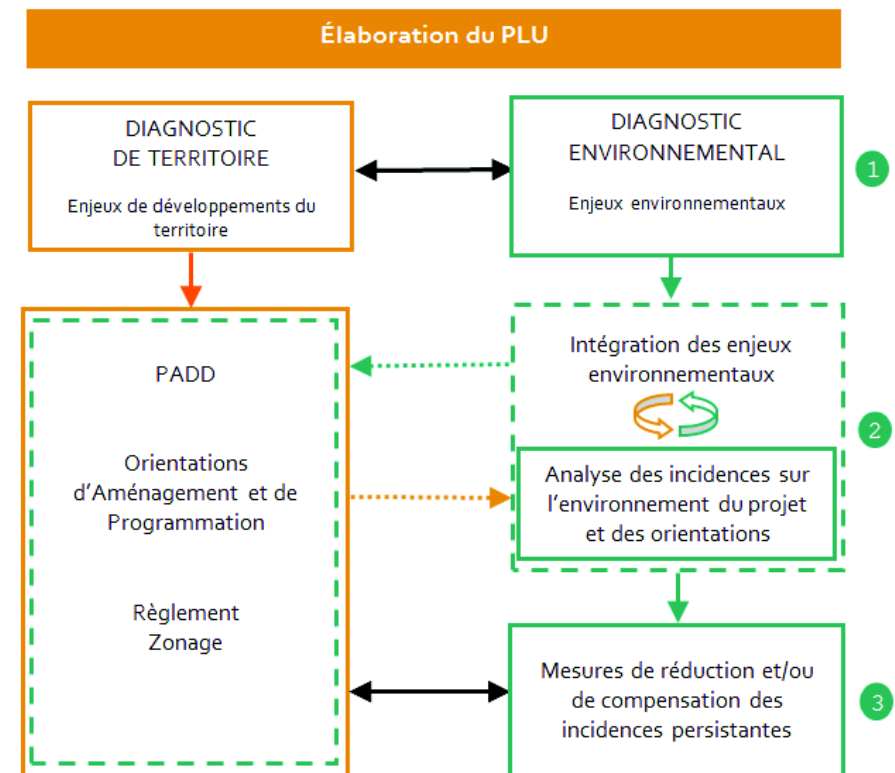 Élaboration du PLU
DIAGNOSTIC
DE TERRITOIRE
Enjeux de développements du
territoire
DIAGNOSTIC
ENVIRONNEMENTAL
Enjeux environnementaux
1
PADD
Orientations
d'Aménagement et de
Programmation
Règlement
Zonage
Intégration des enjeux
environnementaux
Analyse des incidences sur
l'environnement du projet
et des orientations
2
Mesures de réduction et/ou
de compensation des
incidences persistantes
3